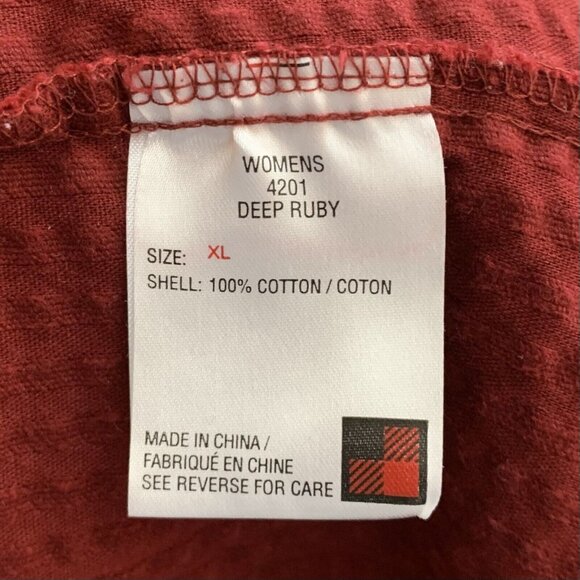 WOMENS
4201
DEEP RUBY
SIZE: XL
SHELL: 100% COTTON / COTON
MADE IN CHINA /
FABRIQUÉ EN CHINE
SEE REVERSE FOR CARE